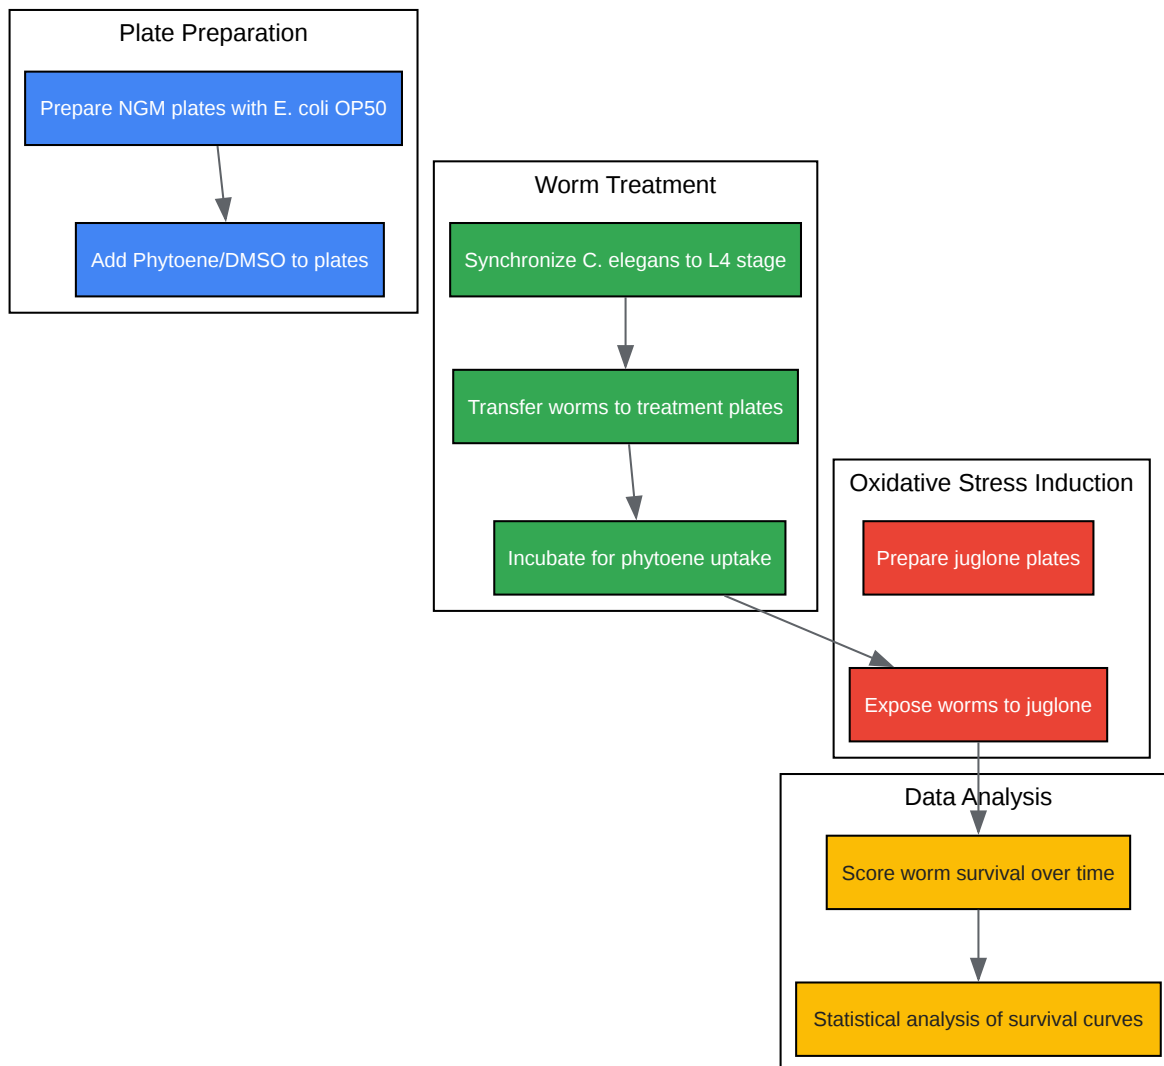 Plate Preparation
Prepare NGM plates with E. coli OP50
Add Phytoene/DMSO to plates
Worm Treatment
Synchronize C. elegans to L4 stage
Transfer worms to treatment plates
Incubate for phytoene uptake
Oxidative Stress Induction
Prepare juglone plates
Expose worms to juglone
Data Analysis
Score worm survival over time
Statistical analysis of survival curves